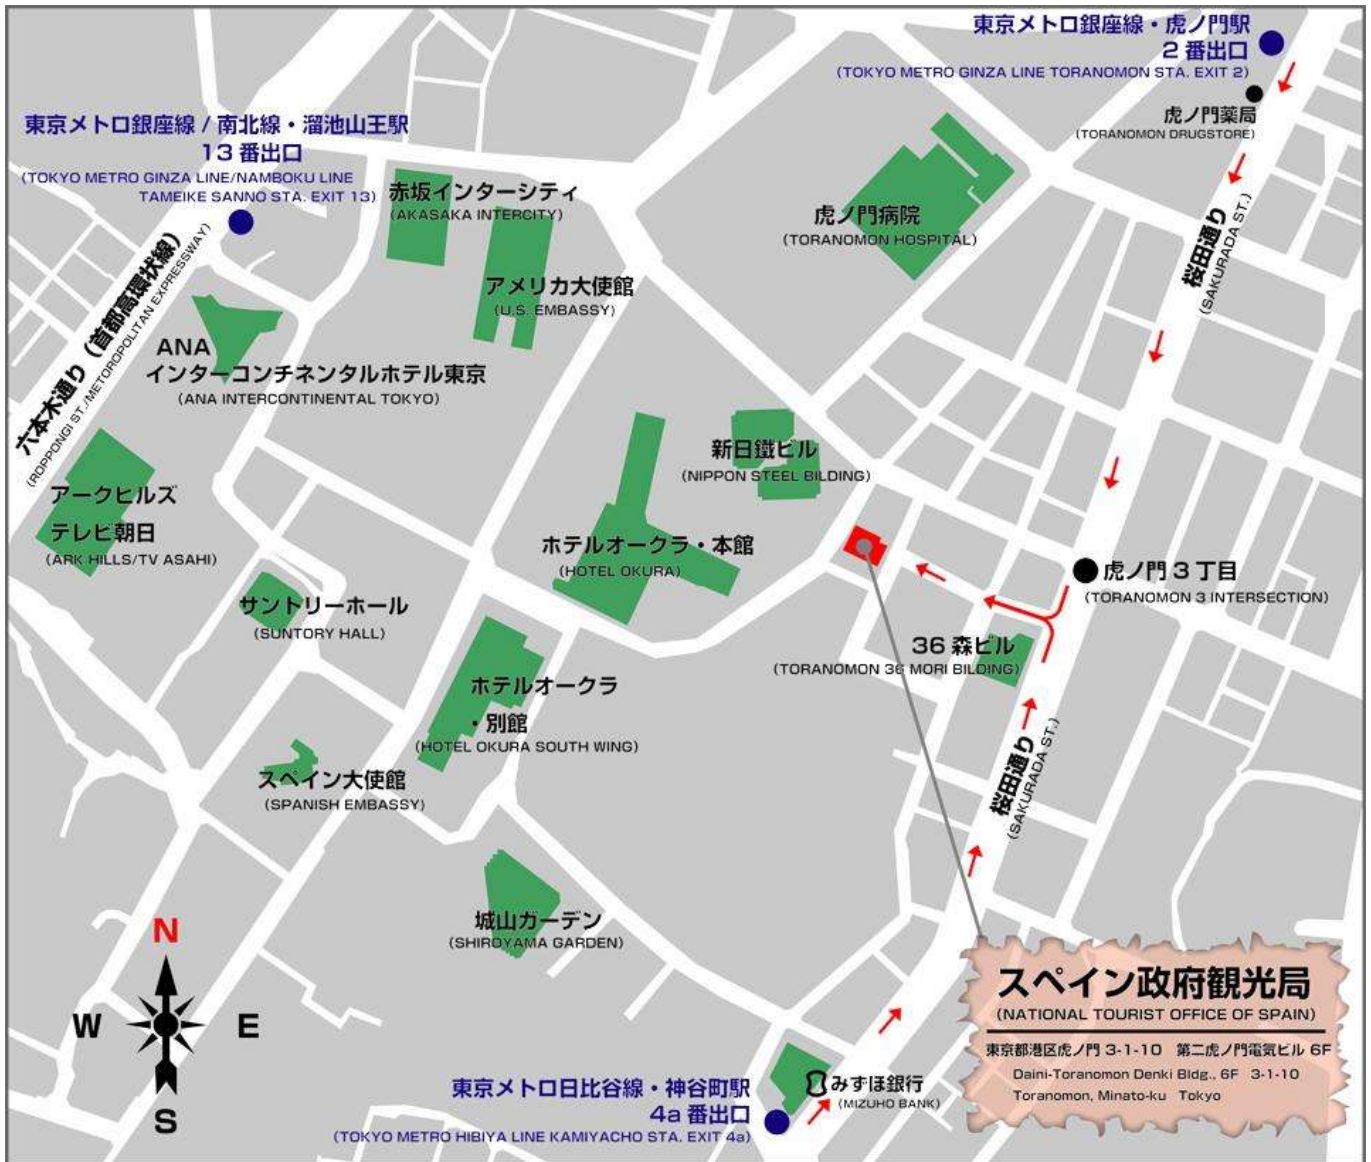 東京メトロ銀座線・虎ノ門駅
2 番出口
(TOKYO METRO GINZA LINE TORANOMON STA. EXIT 2)
虎ノ門薬局
(TORANOMON DRUGSTORE)
東京メトロ銀座線 / 南北線・溜池山王駅
13 番出口
(TOKYO METRO GINZA LINE/NAMBOKU LINE
TAMEIKE SANNO STA. EXIT 13)
赤坂インターシティ
(AKASAKA INTERCITY)
虎ノ門病院
(TORANOMON HOSPITAL)
桜田通り
(SAKURADA ST.)
アメリカ大使館
(U.S. EMBASSY)
六本木通り (首都高環状線)
(ROPPONGI ST./METOROPOLITAN EXPRESSWAY)
ANA
インターコンチネンタルホテル東京
(ANA INTERCONTINENTAL TOKYO)
新日鐵ビル
(NIPPON STEEL BILDING)
アークヒルズ
テレビ朝日
(ARK HILLS/TV ASAHI)
ホテルオークラ・本館
(HOTEL OKURA)
虎ノ門 3 丁目
(TORANOMON 3 INTERSECTION)
サントリーホール
(SUNTORY HALL)
36 森ビル
(TORANOMON 36 MORI BILDING)
ホテルオークラ
・別館
(HOTEL OKURA SOUTH WING)
桜田通り
(SAKURADA ST.)
スペイン大使館
(SPANISH EMBASSY)
城山ガーデン
(SHIROYAMA GARDEN)
N
W
E
S
スペイン政府観光局
(NATIONAL TOURIST OFFICE OF SPAIN)
東京都港区虎ノ門 3-1-10 第二虎ノ門電気ビル 6F
Daini-Toranomon Denki Bldg., 6F 3-1-10
Toranomon, Minato-ku Tokyo
みずほ銀行
(MIZUHO BANK)
東京メトロ日比谷線・神谷町駅
4a 番出口
(TOKYO METRO HIBIYA LINE KAMIYACHO STA. EXIT 4a)